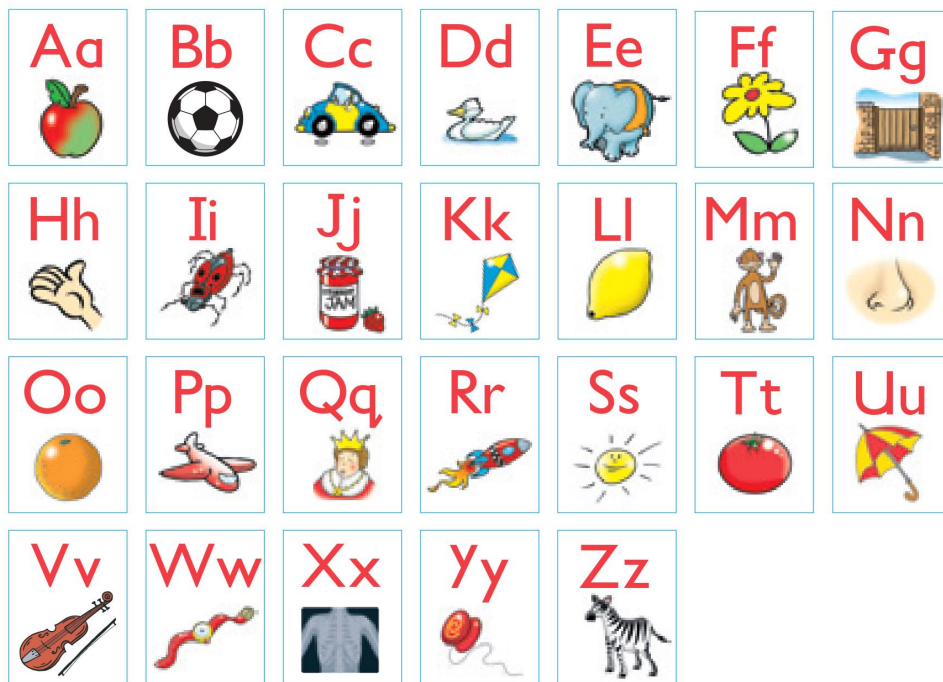 Aa Bb Cc Dd Ee Ff Gg
Hh Ii Jj Kk Ll Mm Nn
JAM
Oo Pp Qq Rr Ss Tt Uu
Vv Ww Xx Yy Zz